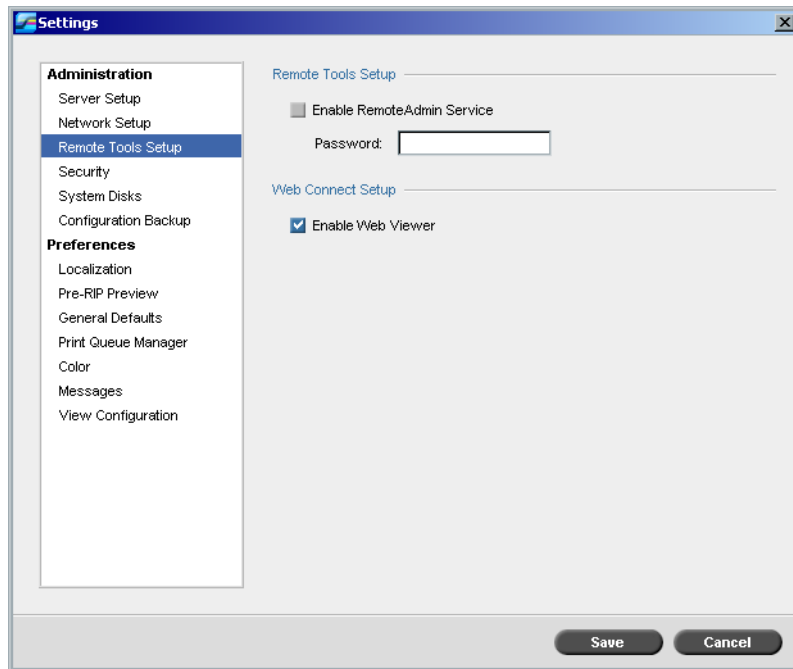 Settings
Administration
Server Setup
Network Setup
Remote Tools Setup
Security
System Disks
Configuration Backup
Preferences
Localization
Pre-RIP Preview
General Defaults
Print Queue Manager
Color
Messages
View Configuration
Remote Tools Setup
Enable RemoteAdmin Service
Password:
Web Connect Setup
Enable Web Viewer
Save
Cancel